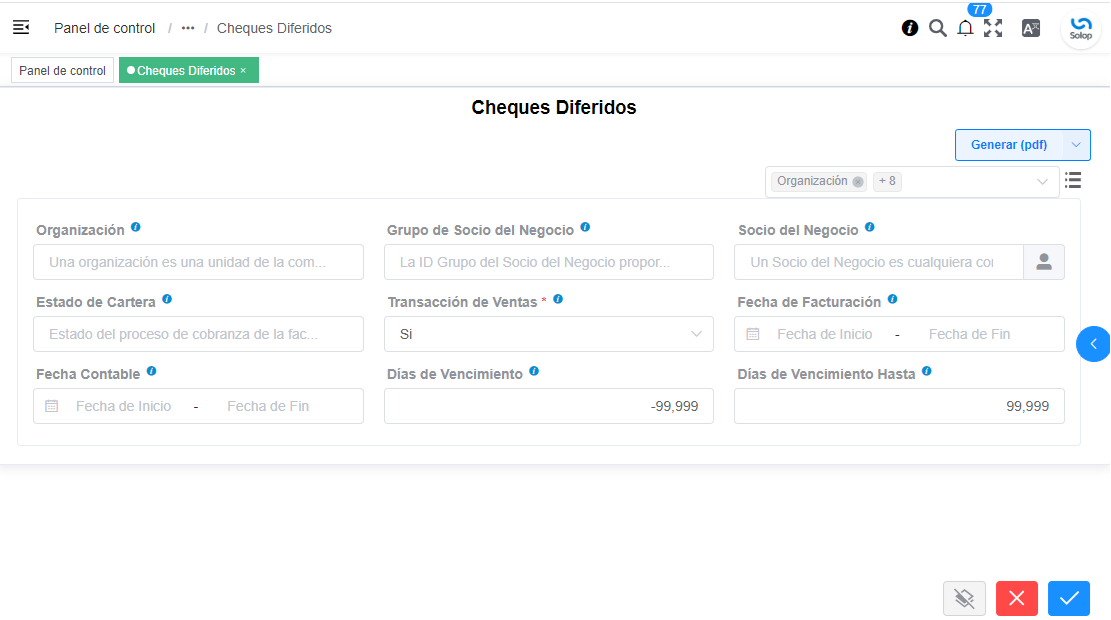 77
Panel de control / ••• / Cheques Diferidos
Solop
Panel de control
Cheques Diferidos ×
Cheques Diferidos
Generar (pdf)
Organización + 8
Organización Grupo de Socio del Negocio Socio del Negocio
Una organización es una unidad de la com... La ID Grupo del Socio del Negocio propor... Un Socio del Negocio es cualquiera
Estado de Cartera Transacción de Ventas * Fecha de Facturación
Estado del proceso de cobranza de la fac... Si Fecha de Inicio - Fecha de Fin
Fecha Contable Días de Vencimiento Días de Vencimiento Hasta
Fecha de Inicio - Fecha de Fin -99,999 99,999